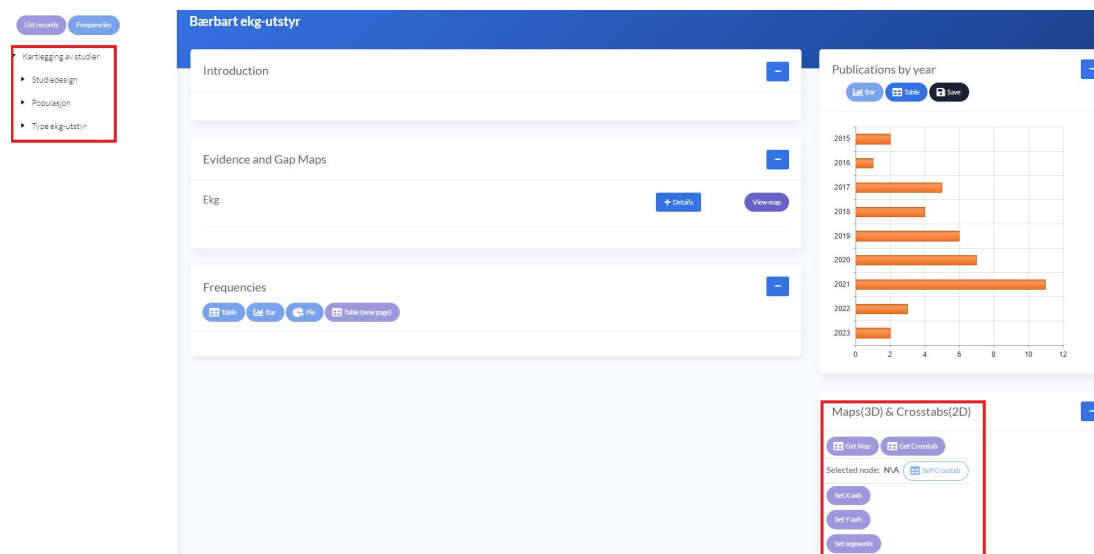 List records Frequencies
Kartlegging av studier
Studiedesign
Populasjon
Type ekg-utstyr
Bærbart ekg-utstyr
Introduction
Evidence and Gap Maps
Ekg
+ Details
View map
Frequencies
Table Bar Pie Table (new page)
Publications by year
Bar Table Save
2015
2016
2017
2018
2019
2020
2021
2022
2023
0 2 4 6 8 10 12
Maps(3D) & Crosstabs(2D)
Get Map Get Crosstab
Selected node: N\A Self Crosstab
Set X axis
Set Y axis
Set segments